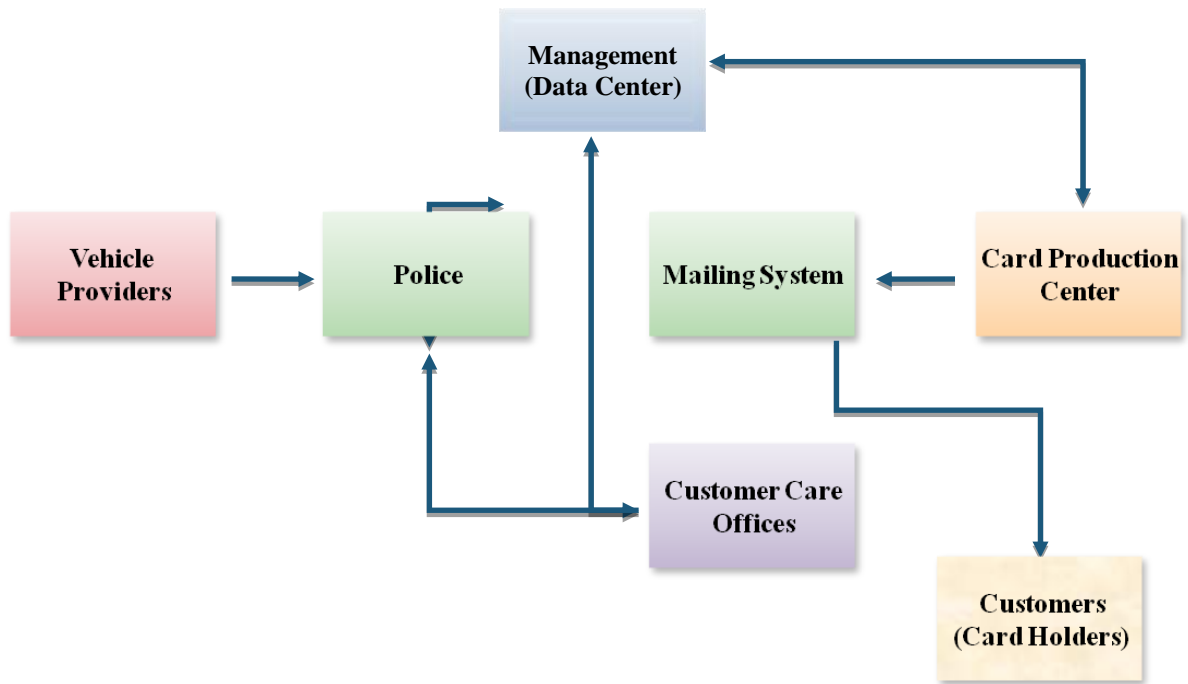 Management
(Data Center)
Vehicle
Providers
Police
Mailing System
Card Production
Center
Customer Care
Offices
Customers
(Card Holders)